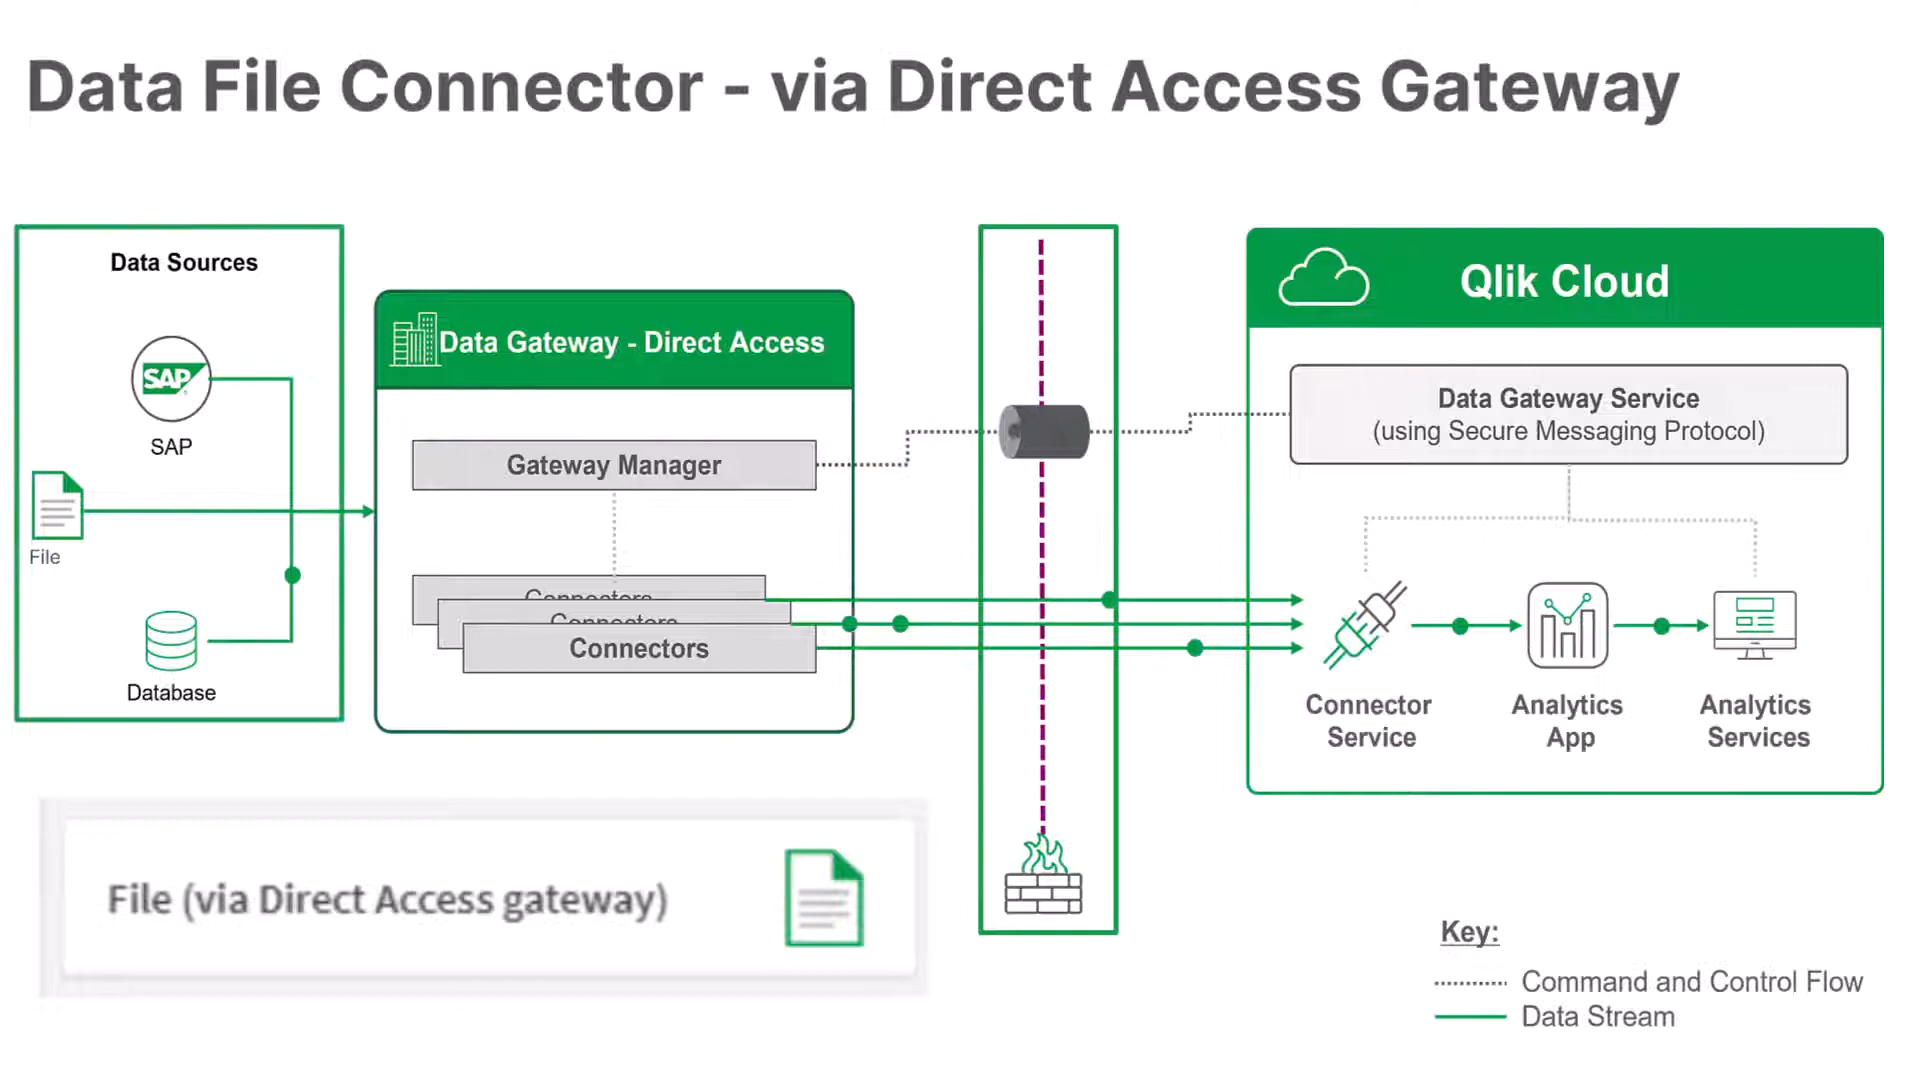 Data File Connector - via Direct Access Gateway
Data Sources
SAP
SAP
File
Database
Data Gateway - Direct Access
Gateway Manager
Connectors
Connectors
Connectors
Qlik Cloud
Data Gateway Service
(using Secure Messaging Protocol)
Connector
Service
Analytics
App
Analytics
Services
File (via Direct Access gateway)
Key:
Command and Control Flow
Data Stream